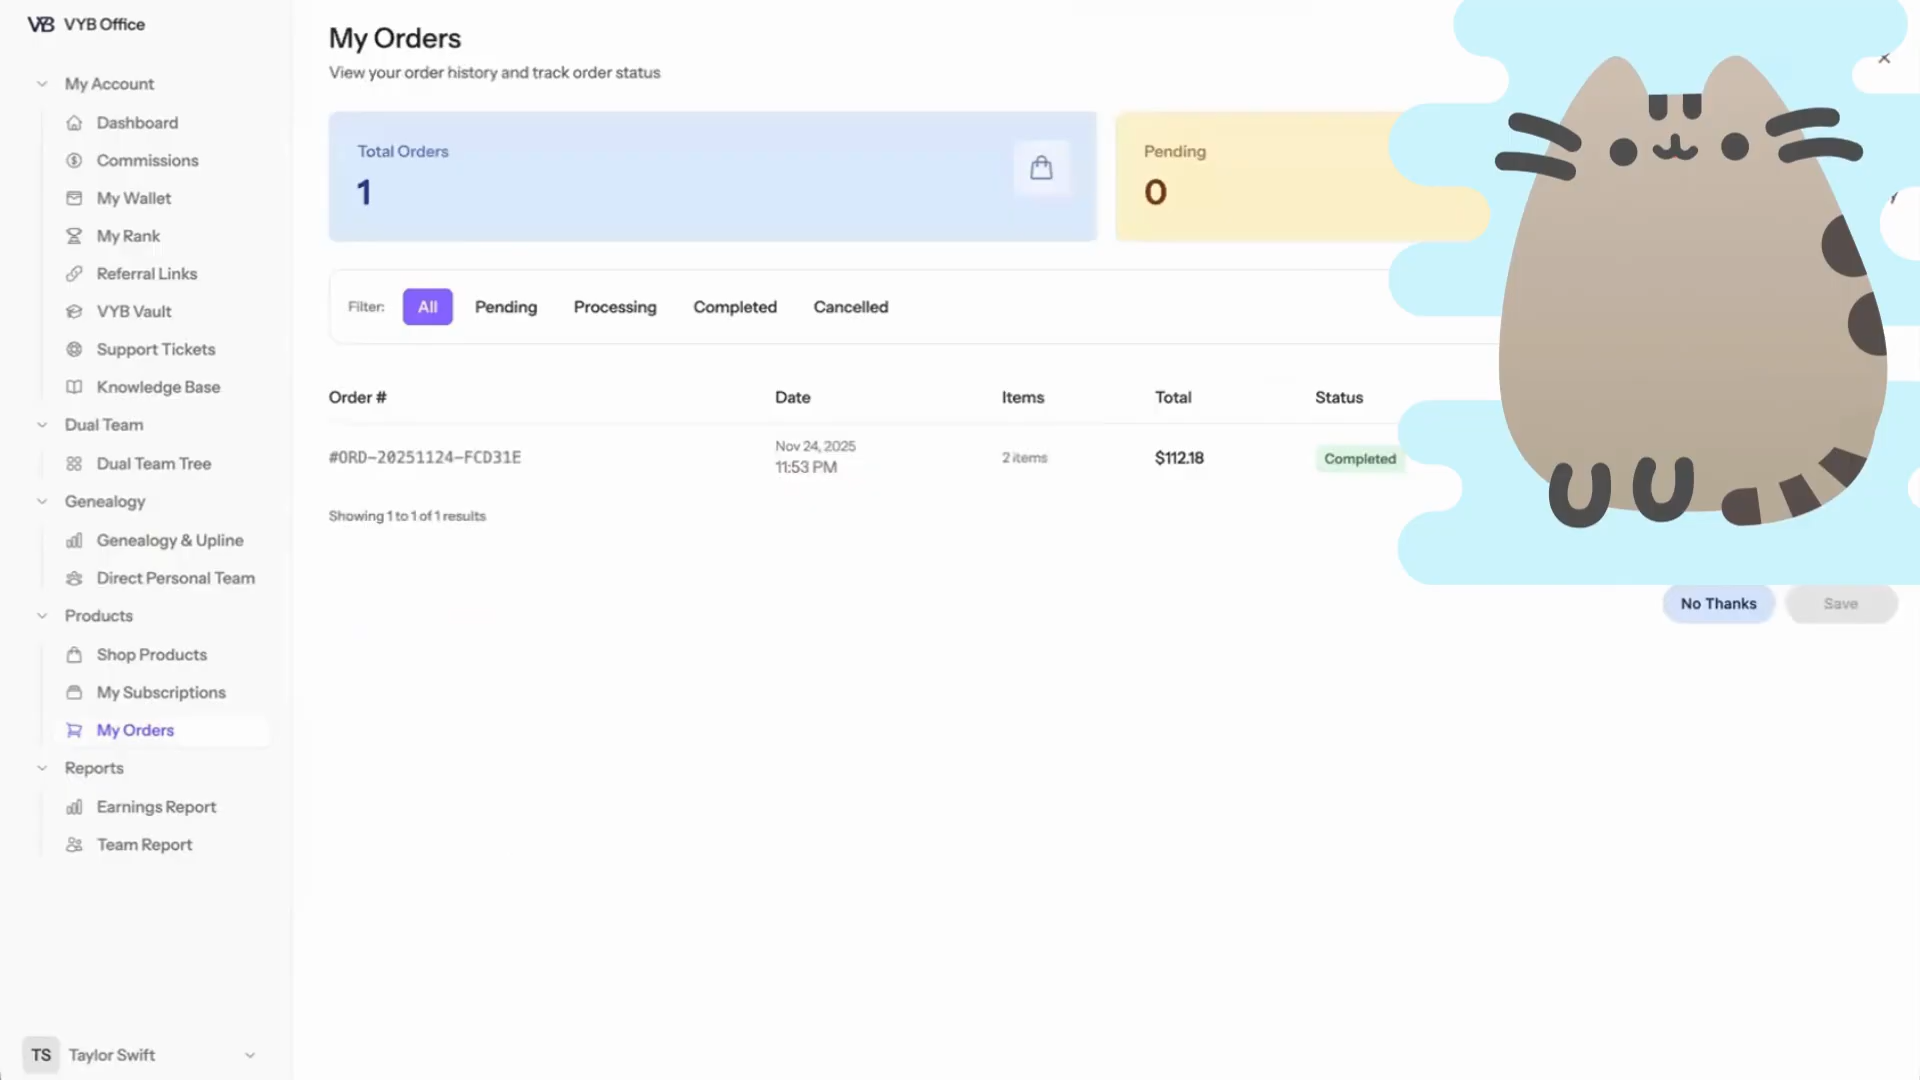 VYB VYB Office
My Account
Dashboard
Commissions
My Wallet
My Rank
Referral Links
VYB Vault
Support Tickets
Knowledge Base
Dual Team
Dual Team Tree
Genealogy
Genealogy & Upline
Direct Personal Team
Products
Shop Products
My Subscriptions
My Orders
Reports
Earnings Report
Team Report
TS Taylor Swift
My Orders
View your order history and track order status
Total Orders
1
Pending
0
Filter: All Pending Processing Completed Cancelled
Order # Date Items Total Status
#ORD-20251124-FCD31E Nov 24, 2025 2 items $112.18 Completed
11:53 PM
Showing 1 to 1 of 1 results
No Thanks Save